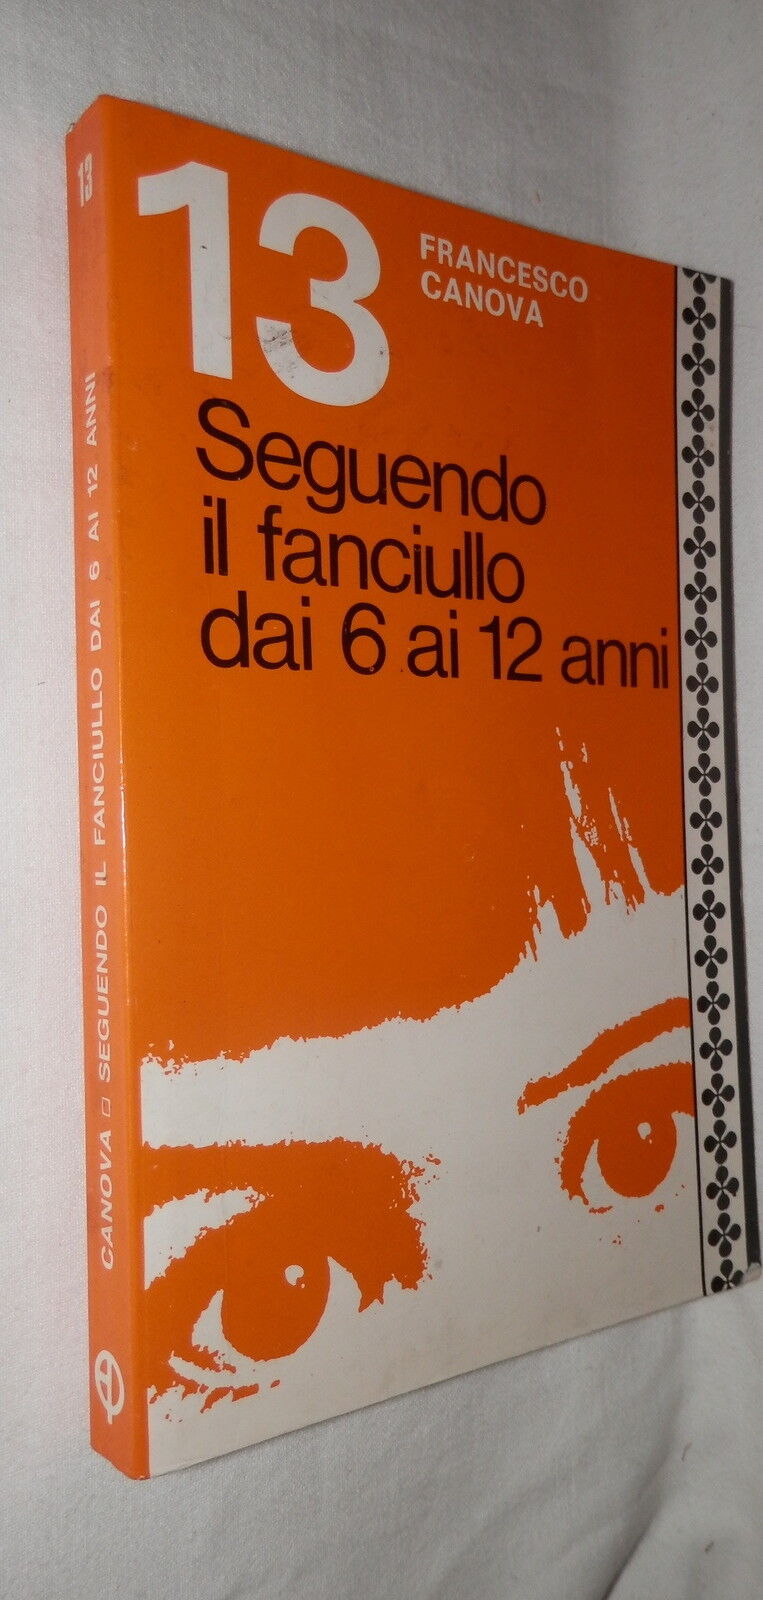 13
FRANCESCO
CANOVA
Seguendo
il fanciullo
dai 6 ai 12 anni
CANOVA □ SEGUENDO IL FANCIULLO DAI 6 AI 12 ANNI
13